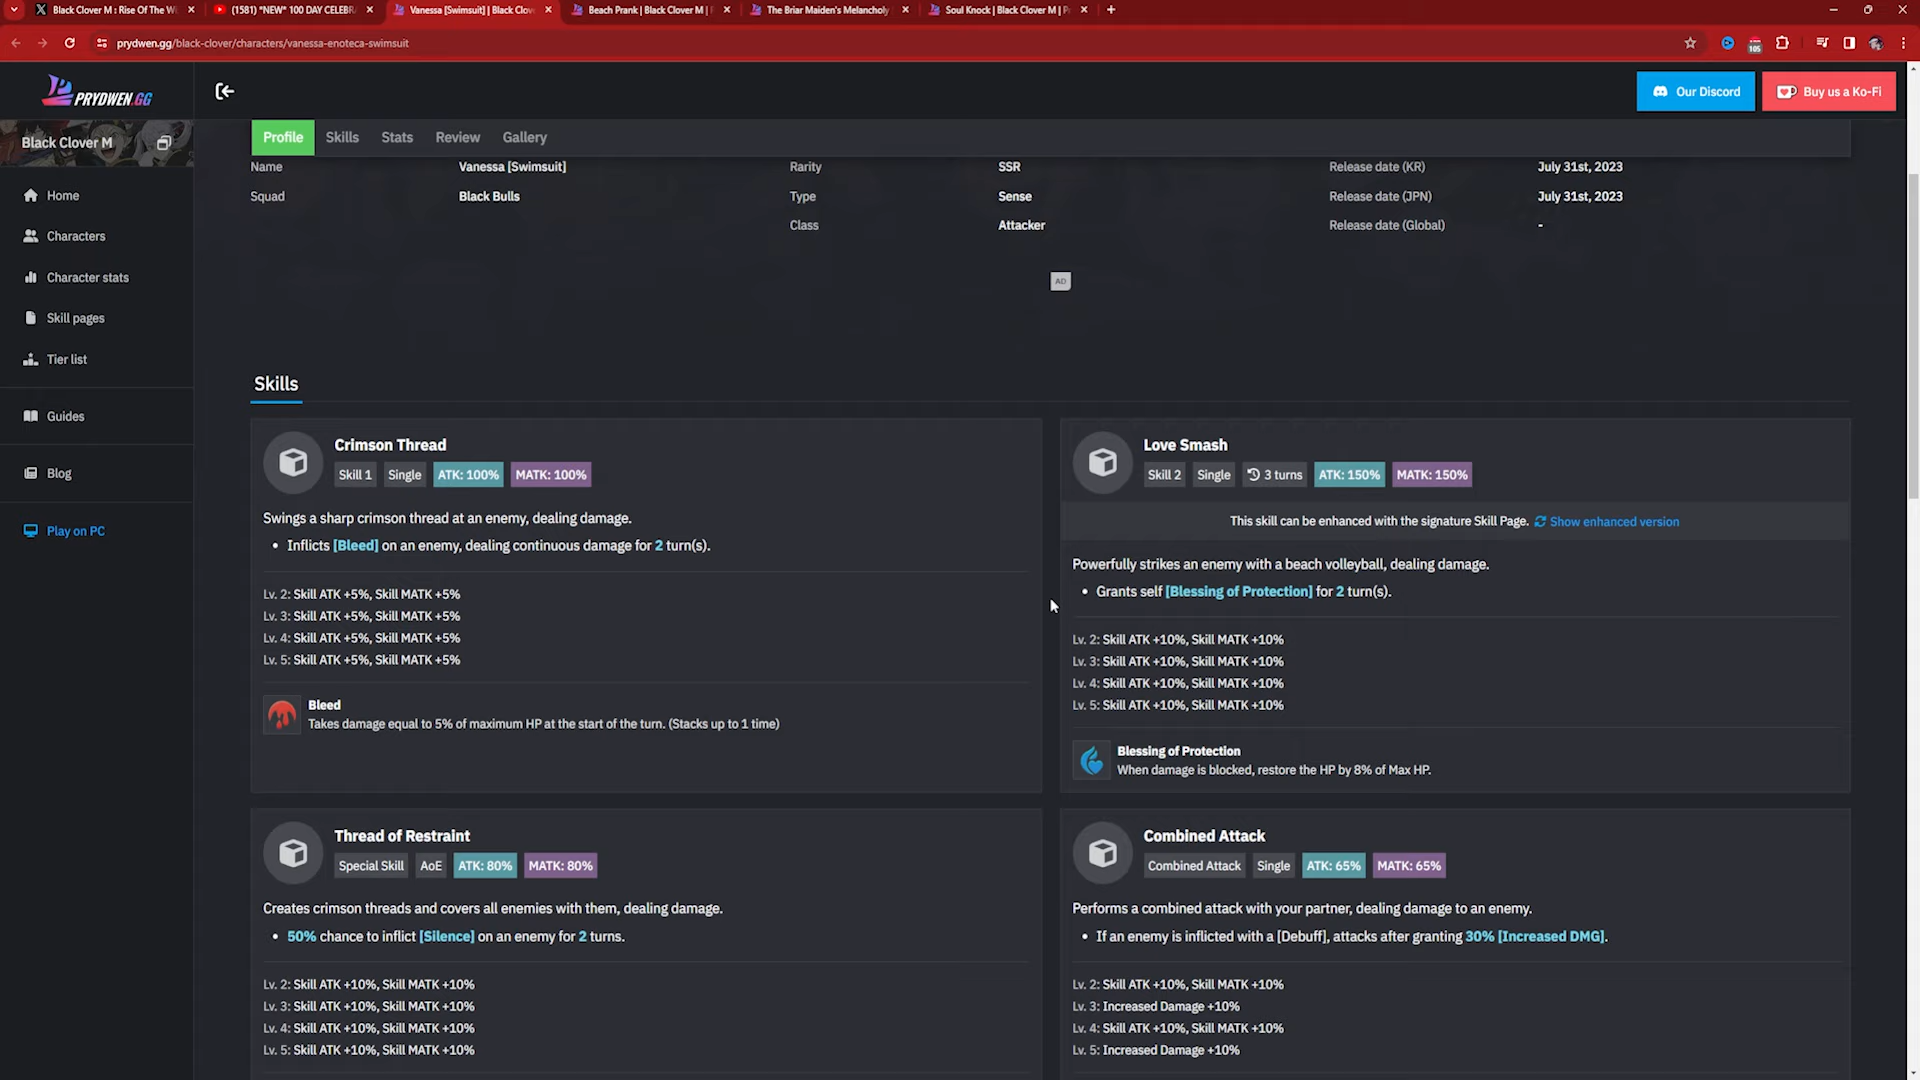 Black Clover M : Rise Of The Wi
(1581) *NEW* 100 DAY CELEBR
Vanessa [Swimsuit] | Black Clov
Beach Prank | Black Clover M | P
The Briar Maiden's Melancholy
Soul Knock | Black Clover M | P
prydwen.gg/black-clover/characters/vanessa-enoteca-swimsuit
105
PRYDWEN.GG
Our Discord
Buy us a Ko-Fi
Black Clover M
Home
Characters
Character stats
Skill pages
Tier list
Guides
Blog
Play on PC
Profile
Skills
Stats
Review
Gallery
Name Vanessa [Swimsuit] Rarity SSR Release date (KR) July 31st, 2023
Squad Black Bulls Type Sense Release date (JPN) July 31st, 2023
Class Attacker Release date (Global) -
AD
Skills
Crimson Thread
Skill 1 Single ATK: 100% MATK: 100%
Swings a sharp crimson thread at an enemy, dealing damage.
• Inflicts [Bleed] on an enemy, dealing continuous damage for 2 turn(s).
Lv. 2: Skill ATK +5%, Skill MATK +5%
Lv. 3: Skill ATK +5%, Skill MATK +5%
Lv. 4: Skill ATK +5%, Skill MATK +5%
Lv. 5: Skill ATK +5%, Skill MATK +5%
Bleed
Takes damage equal to 5% of maximum HP at the start of the turn. (Stacks up to 1 time)
Love Smash
Skill 2 Single 3 turns ATK: 150% MATK: 150%
This skill can be enhanced with the signature Skill Page. Show enhanced version
Powerfully strikes an enemy with a beach volleyball, dealing damage.
• Grants self [Blessing of Protection] for 2 turn(s).
Lv. 2: Skill ATK +10%, Skill MATK +10%
Lv. 3: Skill ATK +10%, Skill MATK +10%
Lv. 4: Skill ATK +10%, Skill MATK +10%
Lv. 5: Skill ATK +10%, Skill MATK +10%
Blessing of Protection
When damage is blocked, restore the HP by 8% of Max HP.
Thread of Restraint
Special Skill AoE ATK: 80% MATK: 80%
Creates crimson threads and covers all enemies with them, dealing damage.
• 50% chance to inflict [Silence] on an enemy for 2 turns.
Lv. 2: Skill ATK +10%, Skill MATK +10%
Lv. 3: Skill ATK +10%, Skill MATK +10%
Lv. 4: Skill ATK +10%, Skill MATK +10%
Lv. 5: Skill ATK +10%, Skill MATK +10%
Combined Attack
Combined Attack Single ATK: 65% MATK: 65%
Performs a combined attack with your partner, dealing damage to an enemy.
• If an enemy is inflicted with a [Debuff], attacks after granting 30% [Increased DMG].
Lv. 2: Skill ATK +10%, Skill MATK +10%
Lv. 3: Increased Damage +10%
Lv. 4: Skill ATK +10%, Skill MATK +10%
Lv. 5: Increased Damage +10%